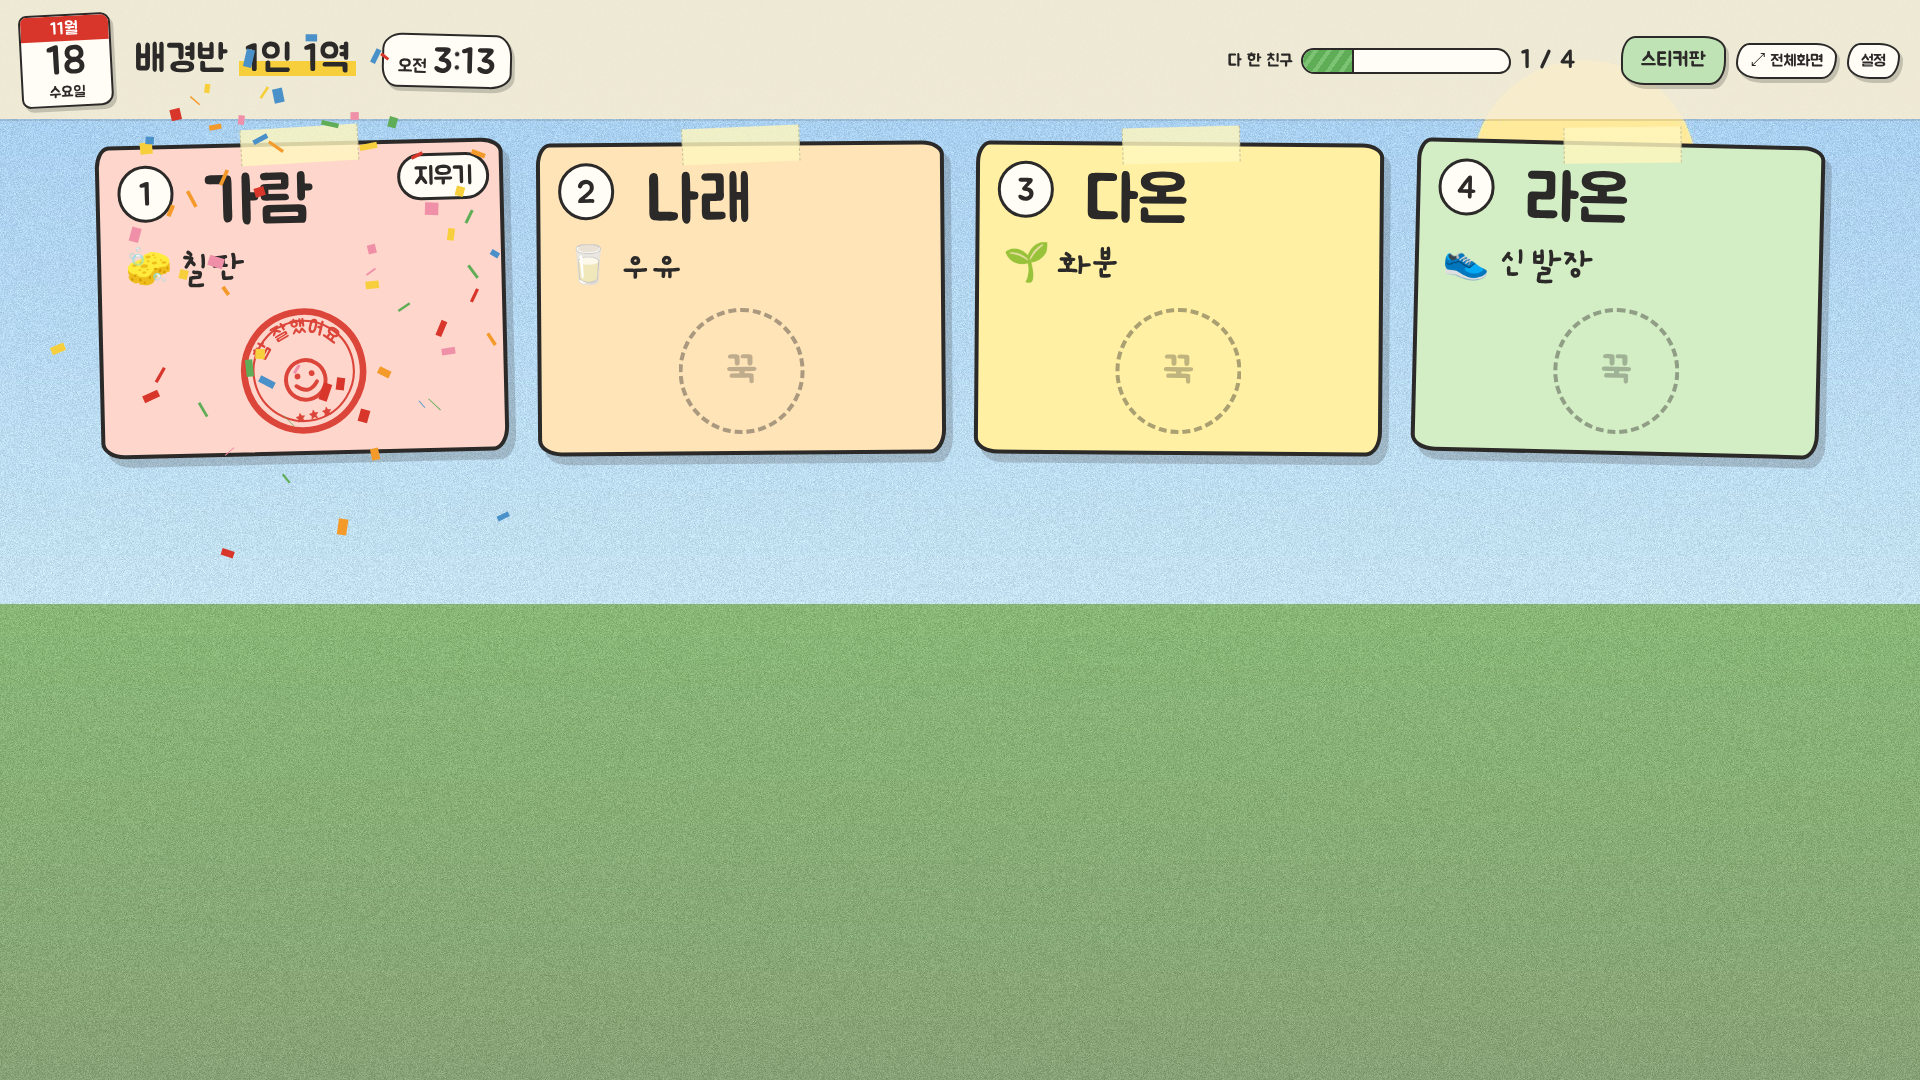 11월
18
수요일
배경반 1인 1역
오전 3:13
다 한 친구
1 / 4
스티커판
전체화면
설정
1
가람
지우기
칠판
잘했어요
2
나래
우유
꾹
3
다온
화분
꾹
4
라온
신발장
꾹